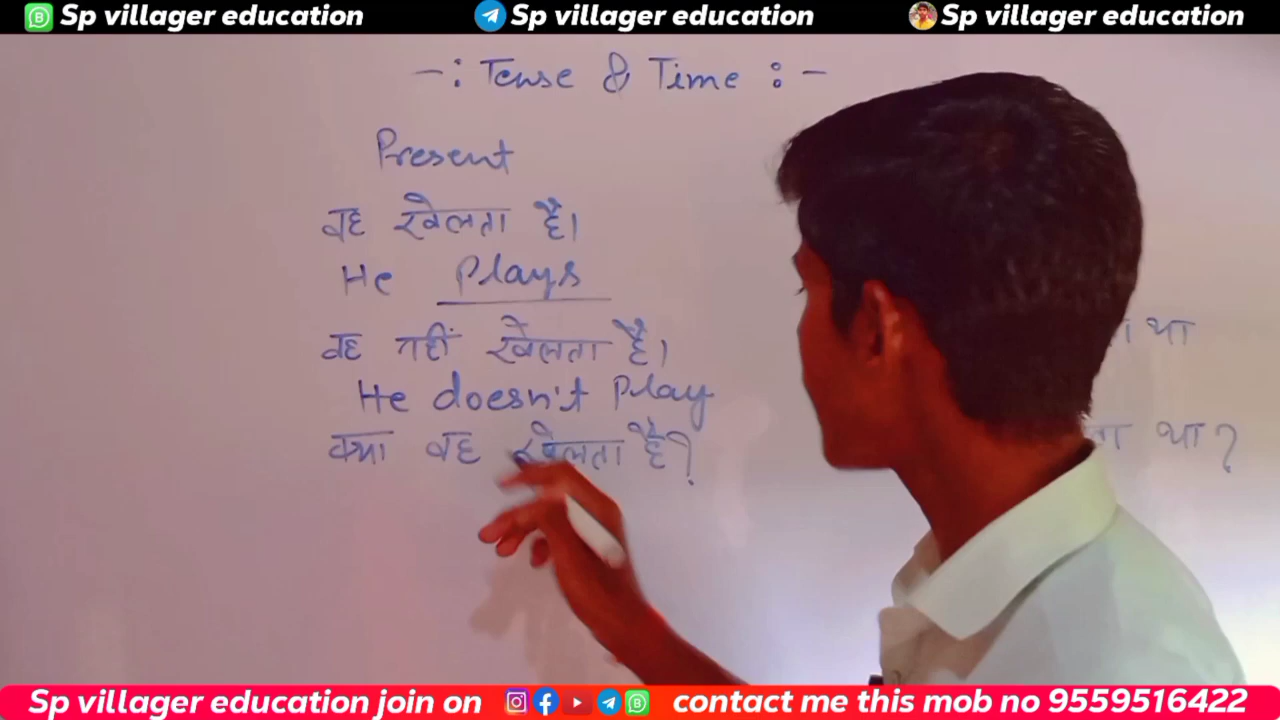 Sp villager education Sp villager education Sp villager education
-: Tense & Time :-
Present
वह खेलता है।
He Plays
वह नहीं खेलता है।
था
He doesn't Play
क्या वह खेलता है?
ता था?
Sp villager education join on contact me this mob no 9559516422